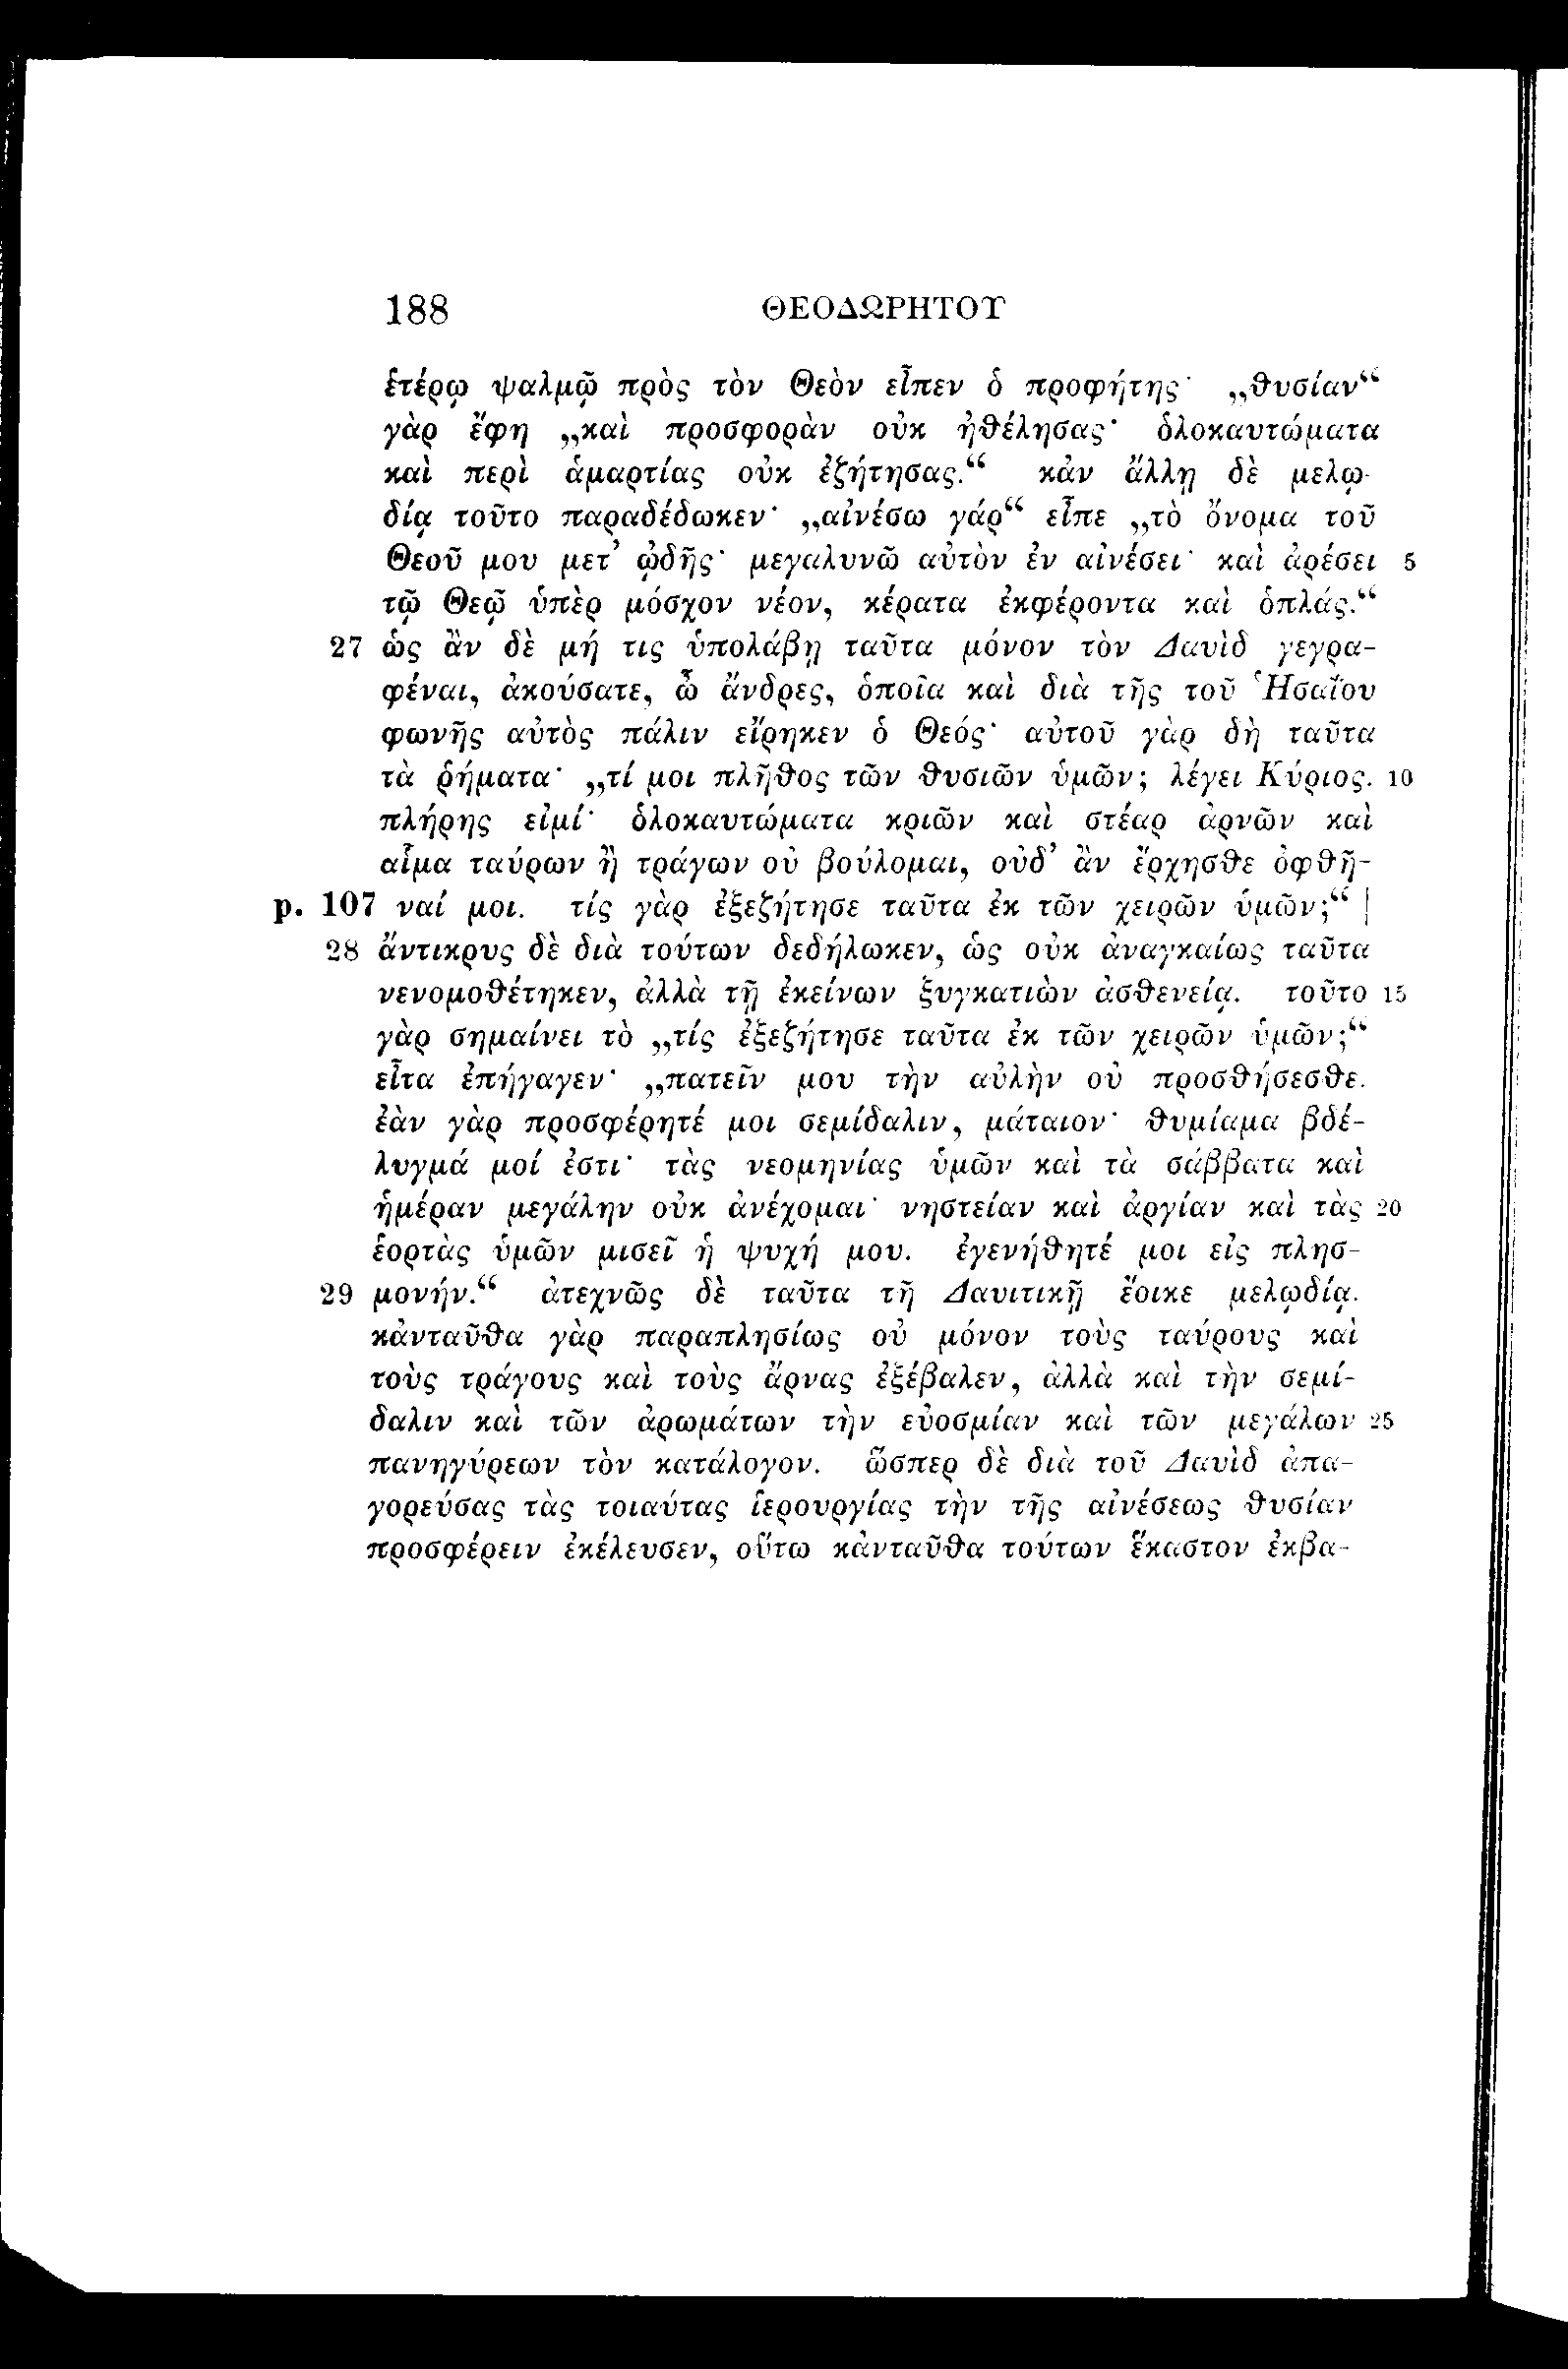 188 ΘΕΟΔΩΡΗΤΟΥ
ἑτέρῳ ψαλμῷ πρὸς τὸν Θεὸν εἶπεν ὁ προφήτης· „θυσίαν“
γὰρ ἔφη „καὶ προσφορὰν οὐκ ἠθέλησας· ὁλοκαυτώματα
καὶ περὶ ἁμαρτίας οὐκ ἐζήτησας.“ κἀν ἄλλῃ δὲ μελῳ-
δίᾳ τοῦτο παραδέδωκεν· „αἰνέσω γάρ“ εἶπε „τὸ ὄνομα τοῦ
Θεοῦ μου μετ’ ᾠδῆς· μεγαλυνῶ αὐτὸν ἐν αἰνέσει· καὶ ἀρέσει 5
τῷ Θεῷ ὑπὲρ μόσχον νέον, κέρατα ἐκφέροντα καὶ ὁπλάς.“
27 ὡς ἂν δὲ μή τις ὑπολάβῃ ταῦτα μόνον τὸν Δαυὶδ γεγρα-
φέναι, ἀκούσατε, ὦ ἄνδρες, ὁποῖα καὶ διὰ τῆς τοῦ Ἡσαΐου
φωνῆς αὐτὸς πάλιν εἴρηκεν ὁ Θεός· αὐτοῦ γὰρ δὴ ταῦτα
τὰ ῥήματα· „τί μοι πλῆθος τῶν θυσιῶν ὑμῶν; λέγει Κύριος. 10
πλήρης εἰμί· ὁλοκαυτώματα κριῶν καὶ στέαρ ἀρνῶν καὶ
αἷμα ταύρων ἢ τράγων οὐ βούλομαι, οὐδ’ ἂν ἔρχησθε ὀφθῆ-
p. 107 ναί μοι. τίς γὰρ ἐξεζήτησε ταῦτα ἐκ τῶν χειρῶν ὑμῶν;“ |
28 ἄντικρυς δὲ διὰ τούτων δεδήλωκεν, ὡς οὐκ ἀναγκαίως ταῦτα
νενομοθέτηκεν, ἀλλὰ τῇ ἐκείνων ξυγκατιὼν ἀσθενείᾳ. τοῦτο 15
γὰρ σημαίνει τὸ „τίς ἐξεζήτησε ταῦτα ἐκ τῶν χειρῶν ὑμῶν;“
εἶτα ἐπήγαγεν· „πατεῖν μου τὴν αὐλὴν οὐ προσθήσεσθε.
ἐὰν γὰρ προσφέρητέ μοι σεμίδαλιν, μάταιον· θυμίαμα βδέ-
λυγμά μοί ἐστι· τὰς νεομηνίας ὑμῶν καὶ τὰ σάββατα καὶ
ἡμέραν μεγάλην οὐκ ἀνέχομαι· νηστείαν καὶ ἀργίαν καὶ τὰς 20
ἑορτὰς ὑμῶν μισεῖ ἡ ψυχή μου. ἐγενήθητέ μοι εἰς πλησ-
29 μονήν.“ ἀτεχνῶς δὲ ταῦτα τῇ Δαυιτικῇ ἔοικε μελῳδίᾳ.
κἀνταῦθα γὰρ παραπλησίως οὐ μόνον τοὺς ταύρους καὶ
τοὺς τράγους καὶ τοὺς ἄρνας ἐξέβαλεν, ἀλλὰ καὶ τὴν σεμί-
δαλιν καὶ τῶν ἀρωμάτων τὴν εὐοσμίαν καὶ τῶν μεγάλων 25
πανηγύρεων τὸν κατάλογον. ὥσπερ δὲ διὰ τοῦ Δαυὶδ ἀπα-
γορεύσας τὰς τοιαύτας ἱερουργίας τὴν τῆς αἰνέσεως θυσίαν
προσφέρειν ἐκέλευσεν, οὕτω κἀνταῦθα τούτων ἕκαστον ἐκβα-